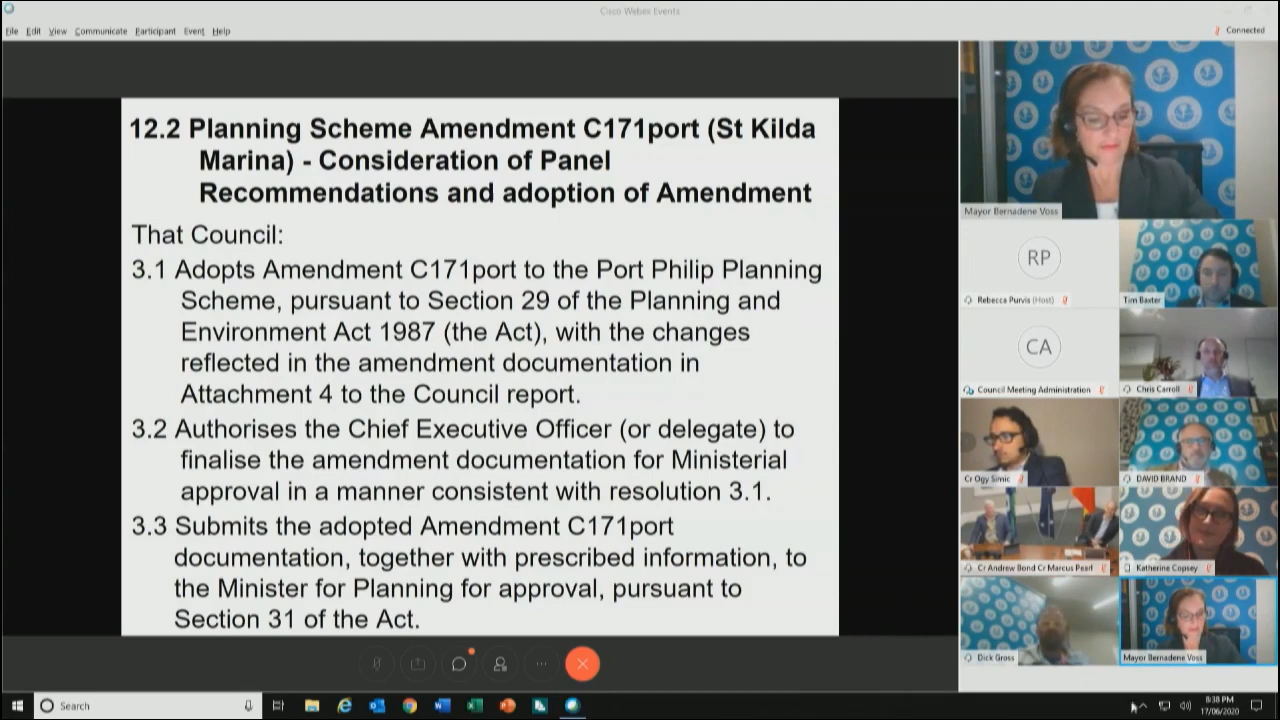 Cisco Webex Events
File Edit View Communicate Participant Event Help
Connected
12.2 Planning Scheme Amendment C171port (St Kilda
Marina) - Consideration of Panel
Recommendations and adoption of Amendment
That Council:
3.1 Adopts Amendment C171port to the Port Philip Planning
Scheme, pursuant to Section 29 of the Planning and
Environment Act 1987 (the Act), with the changes
reflected in the amendment documentation in
Attachment 4 to the Council report.
3.2 Authorises the Chief Executive Officer (or delegate) to
finalise the amendment documentation for Ministerial
approval in a manner consistent with resolution 3.1.
3.3 Submits the adopted Amendment C171port
documentation, together with prescribed information, to
the Minister for Planning for approval, pursuant to
Section 31 of the Act.
Mayor Bernadene Voss
RP
Rebecca Purvis (Host)
Tim Baxter
CA
Council Meeting Administration
Chris Carroll
Cr Ogy Simic
DAVID BRAND
Cr Andrew Bond Cr Marcus Pearl
Katherine Copsey
Dick Gross
Mayor Bernadene Voss
Search
8:38 PM
17/06/2020